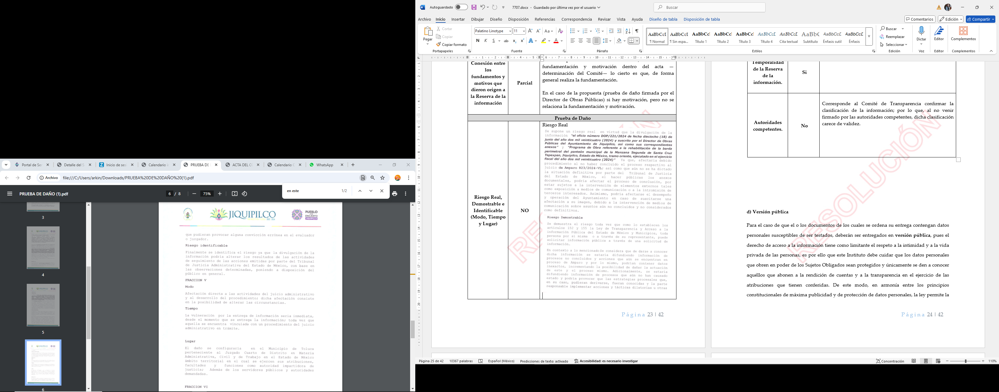 Portal de Ser
Detalle del S
Inicio de ses
Calendario i
PRUEBA DE
ACTA DEL C
Calendario C
WhatsApp
Archivo
file:///C:/Users/arkin/Downloads/PRUEBA%20DE%20DAÑO%20(1).pdf
en este
1/2
PRUEBA DE DAÑO (1).pdf
6 / 8
75%
3
4
5
6
JIQUIPILCO
PUEBLO
CON
ENCANTO
JIQUIPILCO
que pudieran provocar alguna convicción errónea en el evaluador
o juzgador.
Riesgo identificable
Finalmente se identifica el riesgo ya que la divulgación de la
información podría alterar los resultados de las actividades
de seguimiento de las acciones emitidas por parte del Tribunal
de Justicia Administrativa del Estado de México, con base en
las observaciones determinadas, poniendo a disposición del
público en general.
FRACCION V
Modo
Afectación directa a las actividades del juicio administrativo
y al desarrollo del procedimiento; dicha afectación consiste
en la posibilidad de alterar las circunstancias.
Tiempo
La vulneración por la entrega de información sería inmediata,
desde el momento que se entrega la información; toda vez que
aquella se encuentra vinculada con un procedimiento del juicio
administrativo en trámite.
Lugar
El daño se configuraría en el Municipio de Toluca
perteneciente al Juzgado Cuarto de Distrito en Materia
Administrativa, Civil y de Trabajo en el Estado de México
ámbito territorial en el cual se ejercen sus atribuciones,
facultades y funciones como autoridad impartidora de
justicia; Además de los servidores públicos y autoridades
demandadas.
FRACCION VI
Autoguardado
7707.docx - Guardado por última vez por el usuario
Buscar
Archivo Inicio Insertar Dibujar Diseño Disposición Referencias Correspondencia Revisar Vista Ayuda Diseño de tabla Disposición de tabla
Comentarios
Edición
Compartir
Pegar
Cortar
Copiar
Copiar formato
Portapapeles
Palatino Linotype
11
Aa
N K S ab x₂ x² A A
Fuente
Párrafo
AaBbCcI AaBbCcI AaBbCc AaBbCc AaBbCc AaBbCcL AaBbCcL AaBbC AaBbCcL AaBbCcL
¶ Normal ¶ Sin espa... Título 1 Título 2 Título 3 Título 4 Cita textual Subtítulo Énfasis sutil Énfasis
Estilos
Buscar
Reemplazar
Seleccionar
Edición
Dictar
Voz
Editor
Editor
Complementos
Complementos
Conexión entre
los
fundamentos y
motivos que
dieron origen a
la Reserva de la
información
Parcial
fundamentación y motivación dentro del acta —
determinación del Comité— lo cierto es que, de forma
general realiza la fundamentación.
En el caso de la propuesta (prueba de daño firmada por el
Director de Obras Públicas) si hay motivación, pero no se
relaciona la fundamentación y motivación.
Prueba de Daño
Riesgo Real,
Demostrable e
Identificable
(Modo, Tiempo
y Lugar)
NO
Riesgo Real
Se supone un riesgo real en virtud que la divulgación de la
información "el oficio número DOP/221/2024 de fecha dieciocho (18) de
junio del año dos mil veinticuatro (2024) y suscrito por el Director de Obras
Públicas del Ayuntamiento de Jiquipilco, así como sus correspondientes
anexos" y "Programa de Obra referente a la rehabilitación de la barda
perimetral del panteón municipal de la Manzana Segunda de Santa Cruz
Tepexpan, Jiquipilco, Estado de México, tramo oriente, ejecutado en el ejercicio
fiscal del año dos mil veinticuatro (2024)" Ya que, afectaría debido
procedimiento al no haber concluido el proceso respectivo al
juicio de Amparo 823/2024-VL; así como que aún no se ha dictado
la situación definitiva por parte del Tribunal de Justicia
del Estado de México, el hacer públicas los anexos
documentales, podría afectar el proceso de conclusión, por
estar sujetos a la intervención de elementos externos tales
como exposición a medios de comunicación o a la intromisión de
terceros interesados. Asimismo, podría afectarse el desempeño
y operación del Ayuntamiento en caso de suscitarse una
afectación a su imagen, debido a la intervención de medios de
comunicación sobre asuntos aún no concluidos y no considerados
como definitivos.
Riesgo Demostrable
Se demuestra el riesgo toda vez que como lo establecen los
artículos 152 y 155 la Ley de Transparencia y Acceso a la
información Pública del Estado de México y Municipios, toda
persona por si misma o a través de su representante, puede
solicitar información pública a través de una solicitud de
información.
En contexto a lo mencionado Se considera que de darse a conocer
dicha información se estaría difundiendo información de
procesos no concluidos y acciones que aún se encuentran en
proceso de Amparo y por lo mismo, podrían contener datos
inexactos, incrementando la posibilidad de dañar la actuación
de este y el proceso mismo. Adicionalmente, se estaría
difundiendo información de procesos que aún no han causado
estado y podría provocar que las estrategias procesales que,
en su caso, pudieran derivarse, fueran conocidas y la parte
responsable implementar acciones y tácticas dilatorias u otras
Página 23 | 42
Temporalidad
de la Reserva
de la
información.
Si
Autoridades
competentes.
No
Corresponde al Comité de Transparencia confirmar la
clasificación de la información; por lo que, al no venir
firmado por las autoridades competentes, dicha clasificación
carece de validez.
RESOLUCIÓN
d) Versión pública
Para el caso de que el o los documentos de los cuales se ordena su entrega contengan datos
personales susceptibles de ser testados, deberán ser entregados en versión pública, pues el
derecho de acceso a la información tiene como limitante el respeto a la intimidad y a la vida
privada de las personas, es por ello que este Instituto debe cuidar que los datos personales
que obren en poder de los Sujetos Obligados sean protegidos y únicamente se den a conocer
aquéllos que abonen a la rendición de cuentas y a la transparencia en el ejercicio de las
atribuciones que tienen conferidas. De este modo, en armonía entre los principios
constitucionales de máxima publicidad y de protección de datos personales, la ley permite la
Página 24 | 42
Página 25 de 42
10367 palabras
Español (México)
Predicciones de texto: activado
Accesibilidad: es necesario investigar
Concentración
110%